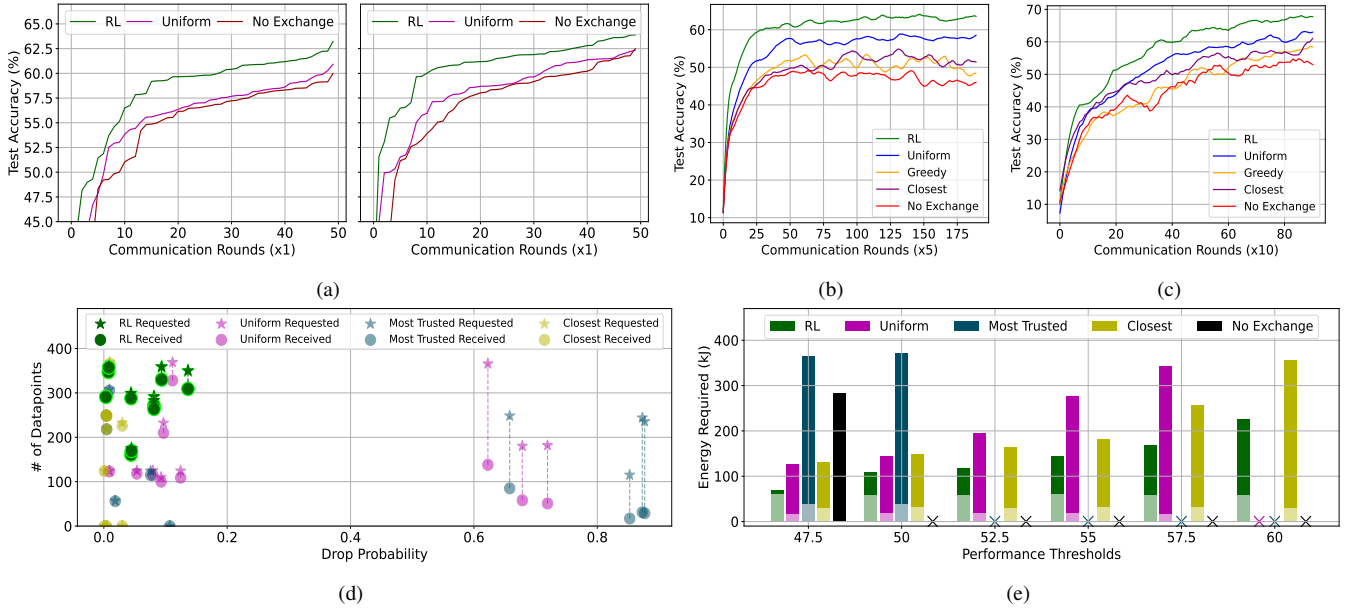 RL Uniform No Exchange
65.0
62.5
60.0
57.5
55.0
52.5
50.0
47.5
45.0
Test Accuracy (%)
0 10 20 30 40 50
Communication Rounds (x1)
RL Uniform No Exchange
0 10 20 30 40 50
Communication Rounds (x1)
(a)
60
50
40
30
20
10
Test Accuracy (%)
RL
Uniform
Greedy
Closest
No Exchange
0 25 50 75 100 125 150 175
Communication Rounds (x5)
(b)
70
60
50
40
30
20
10
Test Accuracy (%)
RL
Uniform
Greedy
Closest
No Exchange
0 20 40 60 80
Communication Rounds (x10)
(c)
RL Requested Uniform Requested Most Trusted Requested Closest Requested
RL Received Uniform Received Most Trusted Received Closest Received
400
300
200
100
0
# of Datapoints
0.0 0.2 0.4 0.6 0.8
Drop Probability
(d)
RL Uniform Most Trusted Closest No Exchange
400
300
200
100
0
Energy Required (kJ)
47.5 50 52.5 55 57.5 60
Performance Thresholds
(e)